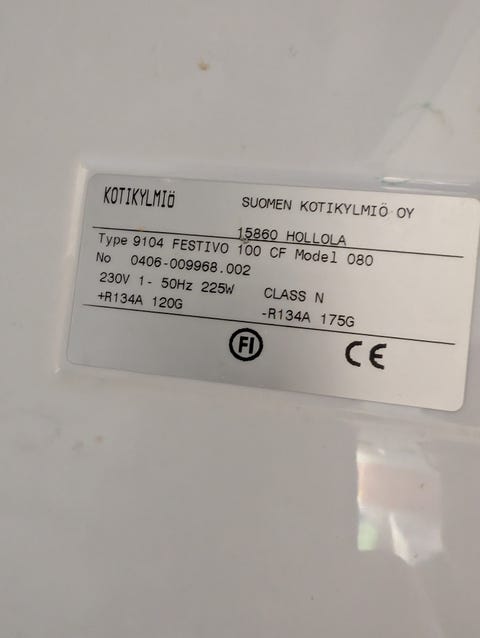 KOTIKYLMIÖ
SUOMEN KOTIKYLMIÖ OY
15860 HOLLOLA
Type 9104 FESTIVO 100 CF Model 080
No 0406-009968.002
230V 1- 50Hz 225W CLASS N
+R134A 120G -R134A 175G
FI CE